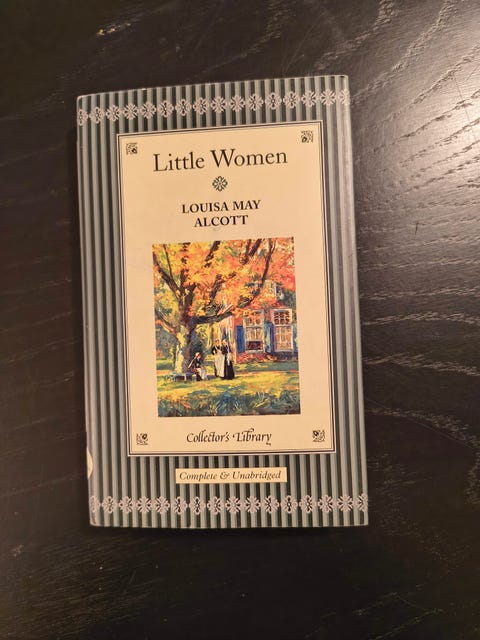 Little Women
LOUISA MAY
ALCOTT
Collector's Library
Complete & Unabridged